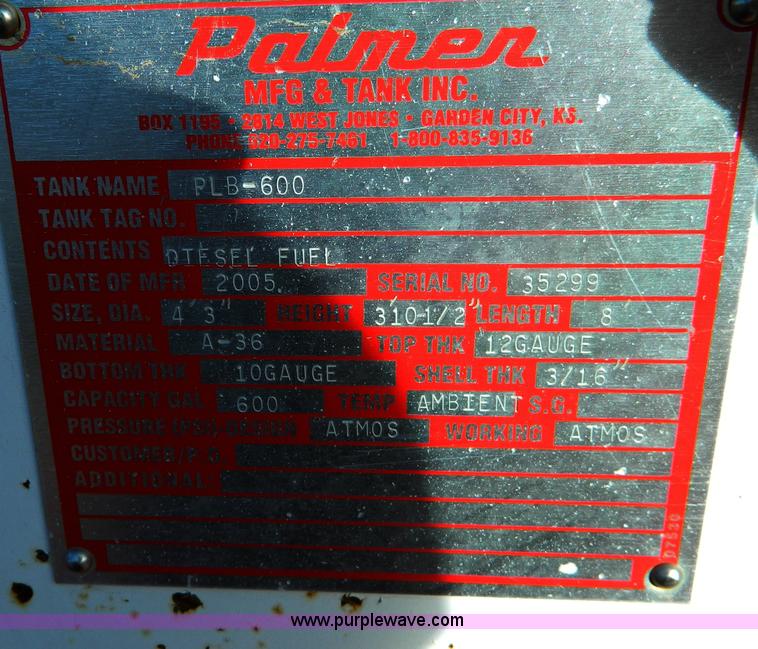 Palmer
MFG & TANK INC.
BOX 1195 • 2814 WEST JONES • GARDEN CITY, KS.
PHONE 620-275-7461 1-800-835-9136
TANK NAME PLB-600
TANK TAG NO.
CONTENTS DIESEL FUEL
DATE OF MFR 2005 SERIAL NO. 35299
SIZE, DIA. 4'3" HEIGHT 3'10-1/2" LENGTH 8'
MATERIAL A-36 TOP THK 12GAUGE
BOTTOM THK 10GAUGE SHELL THK 3/16"
CAPACITY GAL 600 TEMP AMBIENT S.G.
PRESSURE (PSI)-DESIGN ATMOS WORKING ATMOS
CUSTOMER/P.O.
ADDITIONAL
D7530
www.purplewave.com